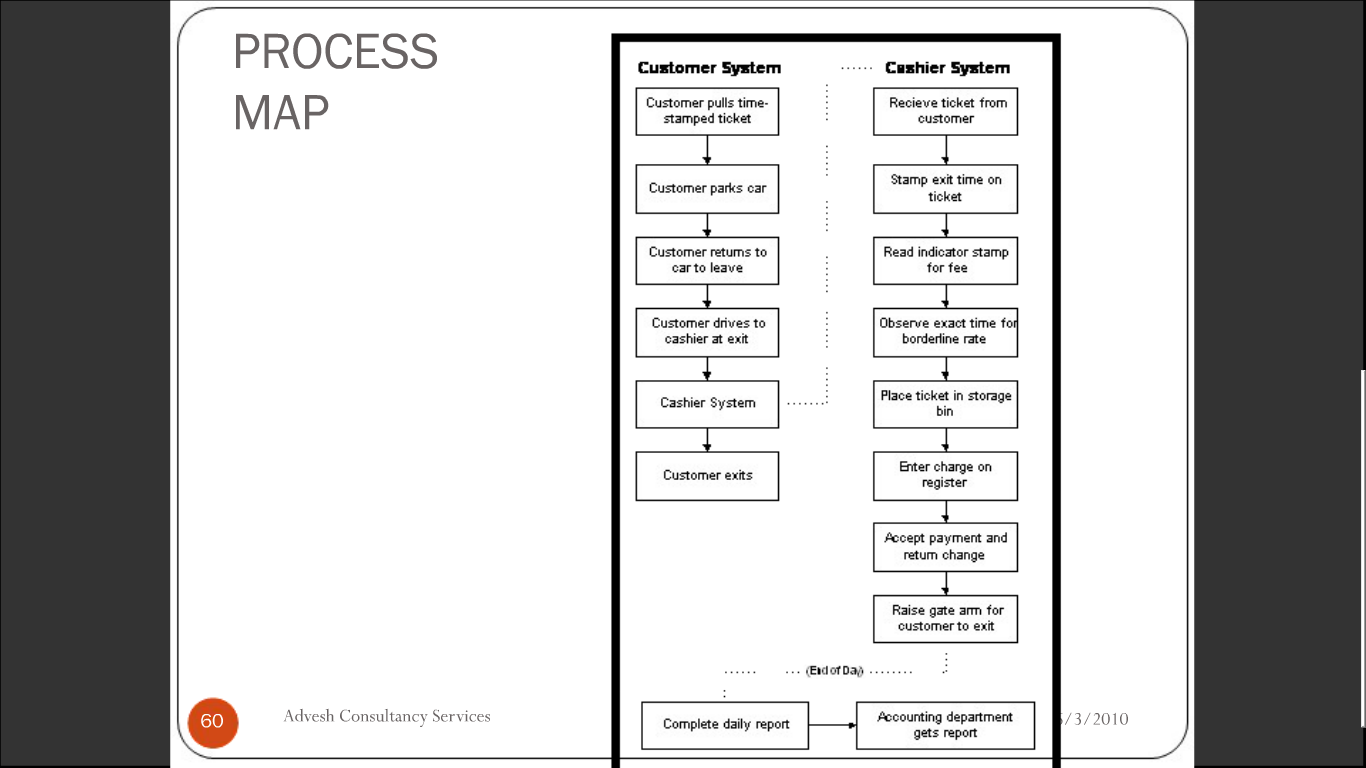 PROCESS
MAP
Customer System
Customer pulls time-
stamped ticket
Customer parks car
Customer returns to
car to leave
Customer drives to
cashier at exit
Cashier System
Customer exits
Cashier System
Recieve ticket from
customer
Stamp exit time on
ticket
Read indicator stamp
for fee
Observe exact time for
borderline rate
Place ticket in storage
bin
Enter charge on
register
Accept payment and
return change
Raise gate arm for
customer to exit
(End of Day)
Complete daily report
Accounting department
gets report
60
Advesh Consultancy Services
/3/2010